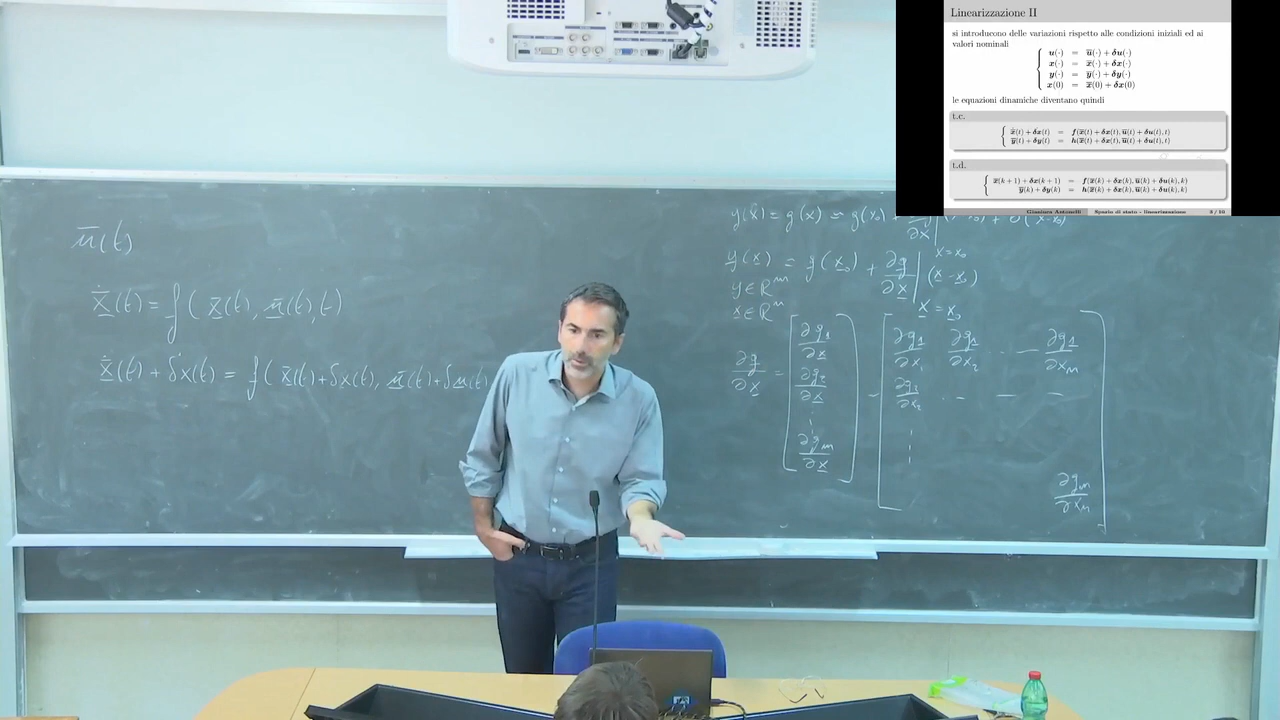 Linearizzazione II
si introducono delle variazioni rispetto alle condizioni iniziali ed ai
valori nominali
u(·) = u̅(·) + δu(·)
x(·) = x̅(·) + δx(·)
y(·) = y̅(·) + δy(·)
x(0) = x̅(0) + δx(0)
le equazioni dinamiche diventano quindi
t.c.
ẋ̅(t) + δẋ(t) = f(x̅(t) + δx(t), u̅(t) + δu(t), t)
y̅(t) + δy(t) = h(x̅(t) + δx(t), u̅(t) + δu(t), t)
t.d.
x̅(k+1) + δx(k+1) = f(x̅(k) + δx(k), u̅(k) + δu(k), k)
y̅(k) + δy(k) = h(x̅(k) + δx(k), u̅(k) + δu(k), k)
Gianluca Antonelli Spazio di stato - linearizzazione 3 / 10
u̅(t)
ẋ̅(t) = f( x̅(t), u̅(t), t)
ẋ̅(t) + δẋ(t) = f( x̅(t)+δx(t), u̅(t)+δu(t)
y(x) = g(x) ≃ g(x₀) + ∂g/∂x|
x=x₀
y(x) = g(x₀) + ∂g/∂x| (x - x₀)
x = x₀
y ∈ Rᵐ
x ∈ Rⁿ
∂g/∂x = [ ∂g₁/∂x ∂g₂/∂x ⋮ ∂gₘ/∂x ] = [ ∂g₁/∂x₁ ∂g₁/∂x₂ ... ∂g₁/∂xₙ
∂g₂/∂x₁ ...
∂gₘ/∂xₙ ]